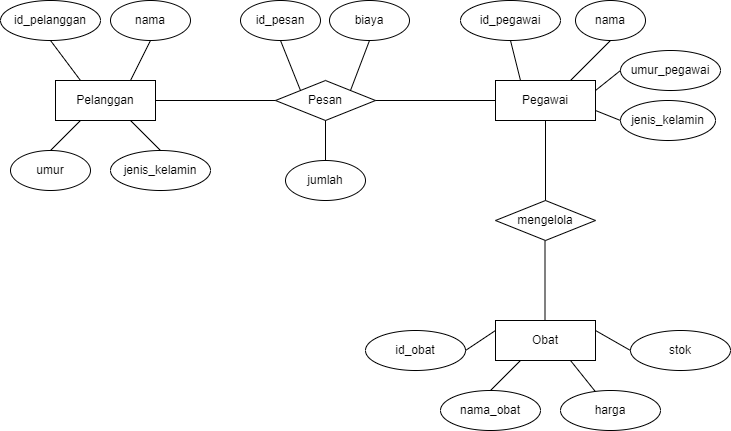 id_pelanggan
nama
id_pesan
biaya
id_pegawai
nama
umur_pegawai
Pelanggan
Pesan
Pegawai
jenis_kelamin
umur
jenis_kelamin
jumlah
mengelola
Obat
id_obat
stok
nama_obat
harga